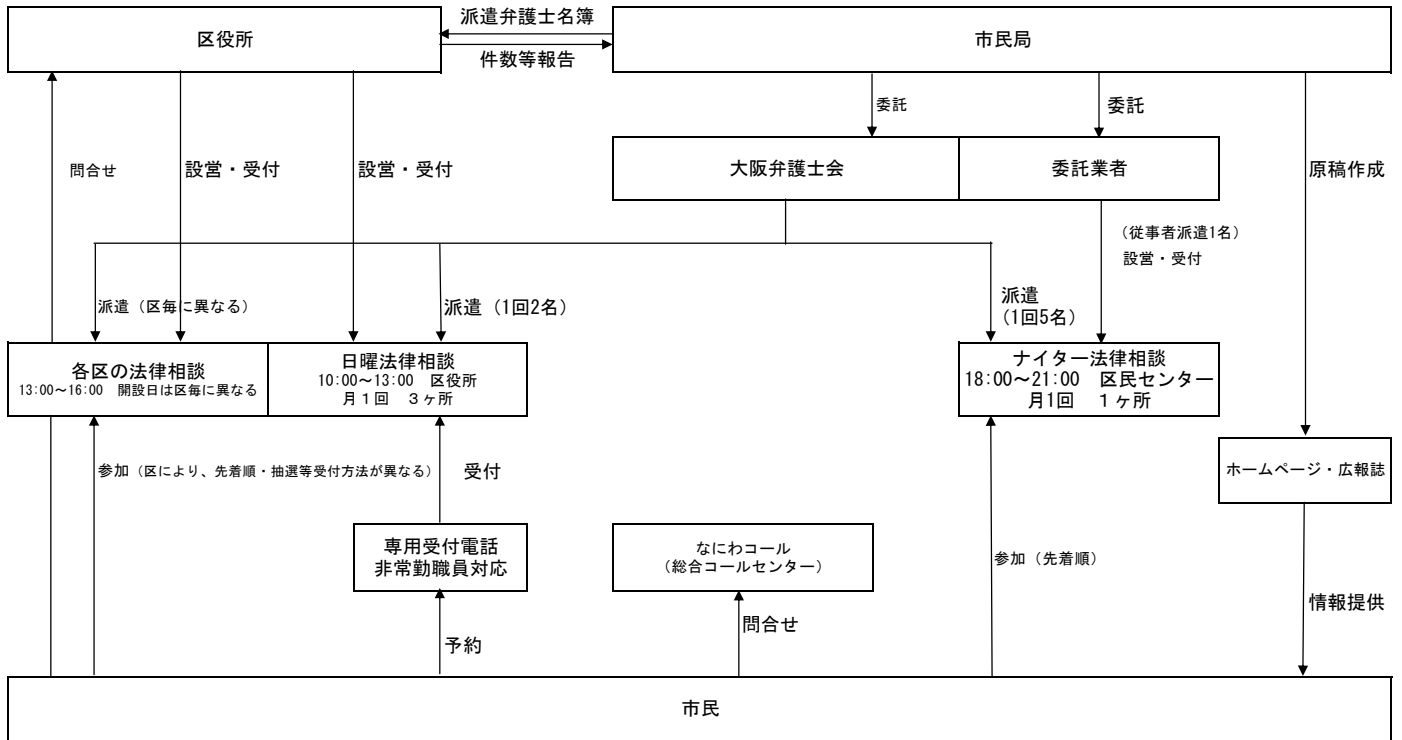 派遣弁護士名簿
区役所
市民局
件数等報告
委託
委託
問合せ
設営・受付
設営・受付
大阪弁護士会
委託業者
原稿作成
（従事者派遣1名）
設営・受付
派遣（区毎に異なる）
派遣（1回2名）
派遣
（1回5名）
各区の法律相談
13:00～16:00　開設日は区毎に異なる
日曜法律相談
10:00～13:00　区役所
月１回　３ヶ所
ナイター法律相談
18:00～21:00　区民センター
月1回　１ヶ所
参加（区により、先着順・抽選等受付方法が異なる）
受付
ホームページ・広報誌
専用受付電話
非常勤職員対応
なにわコール
（総合コールセンター）
参加（先着順）
情報提供
予約
問合せ
市民